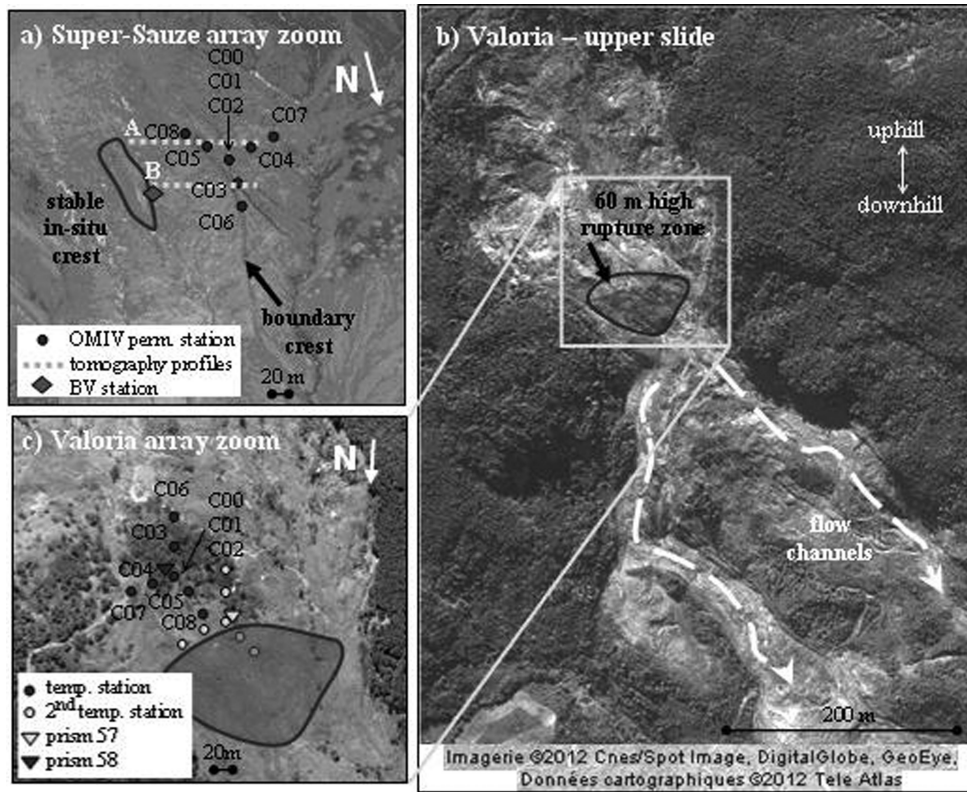 a) Super-Sauze array zoom
C00
C01
C02
N
C07
A
C08
C05
C04
B
C03
C06
stable
in-situ
crest
boundary
crest
OMIV perm. station
tomography profiles
BV station
20 m
b) Valoria – upper slide
uphill
downhill
60 m high
rupture zone
flow
channels
200 m
Imagerie ©2012 Cnes/Spot Image, DigitalGlobe, GeoEye,
Données cartographiques ©2012 Tele Atlas
c) Valoria array zoom
N
C06
C00
C01
C02
C03
C04
C05
C07
C08
temp. station
2nd temp. station
prism 57
prism 58
20m